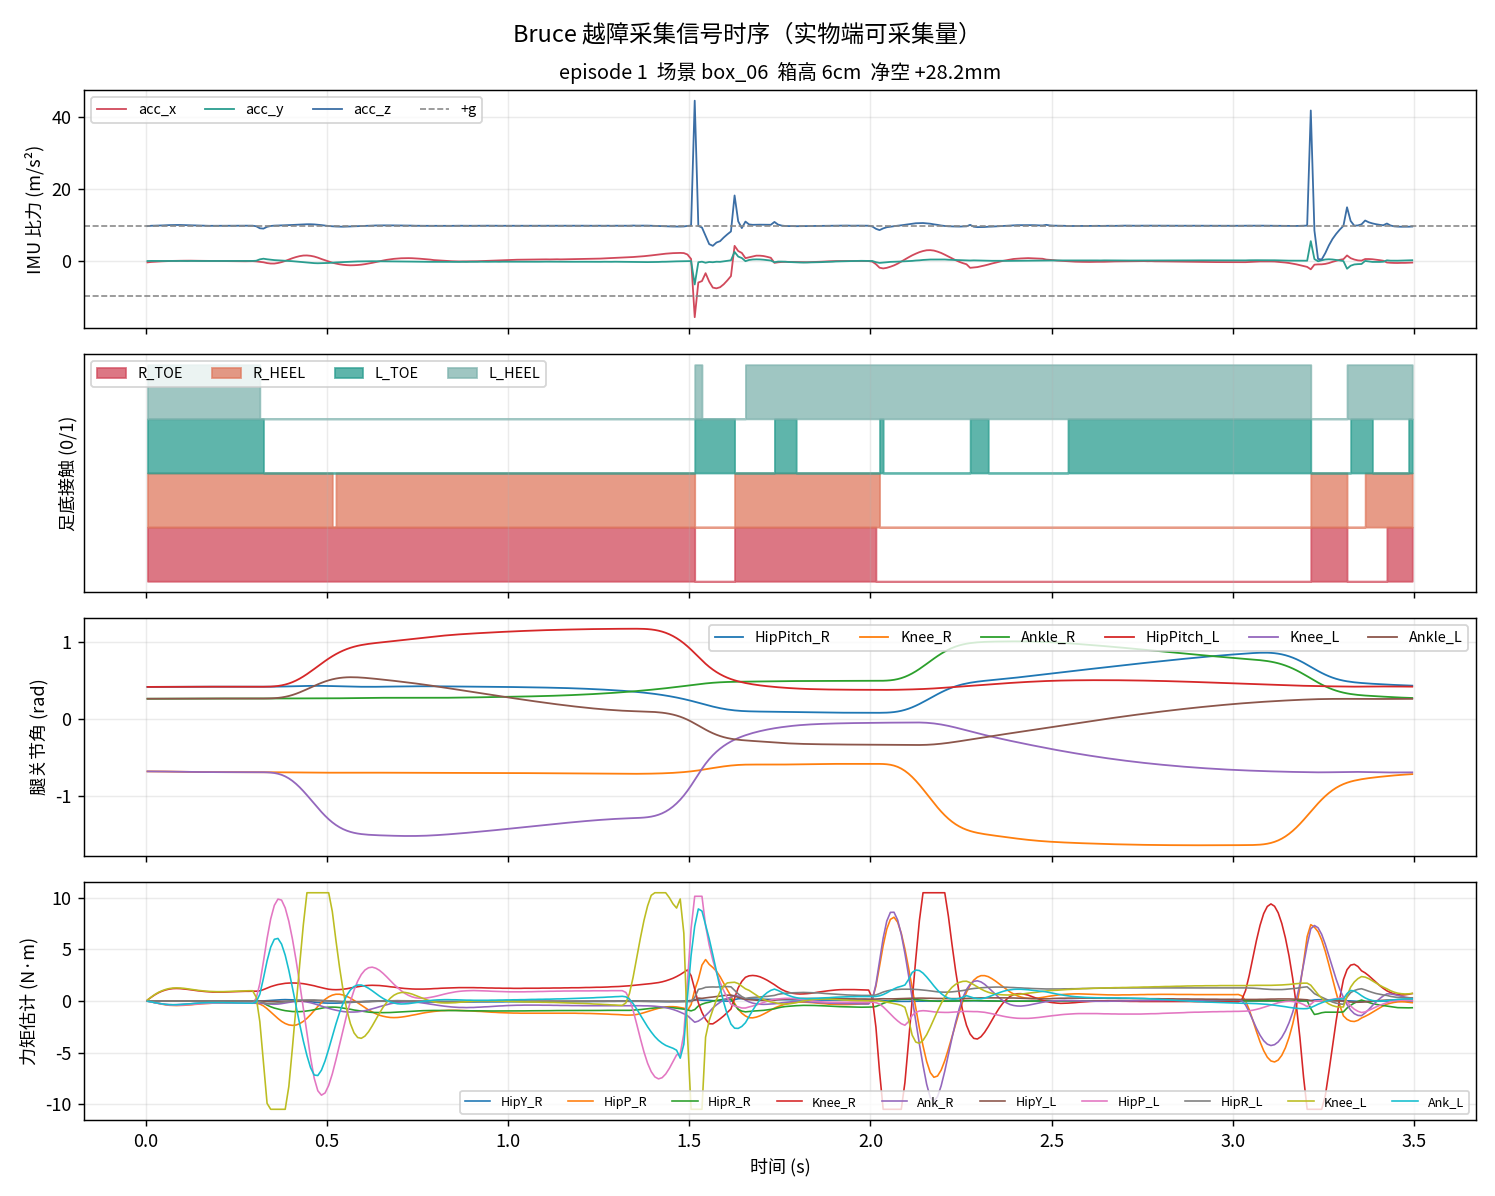 Bruce 越障采集信号时序（实物端可采集量）
episode 1 场景 box_06 箱高 6cm 净空 +28.2mm
acc_x acc_y acc_z +g
IMU 比力 (m/s²)
40
20
0
R_TOE R_HEEL L_TOE L_HEEL
足底接触 (0/1)
HipPitch_R Knee_R Ankle_R HipPitch_L Knee_L Ankle_L
腿关节角 (rad)
1
0
-1
力矩估计 (N·m)
10
5
0
-5
-10
HipY_R HipP_R HipR_R Knee_R Ank_R HipY_L HipP_L HipR_L Knee_L Ank_L
0.0 0.5 1.0 1.5 2.0 2.5 3.0 3.5
时间 (s)